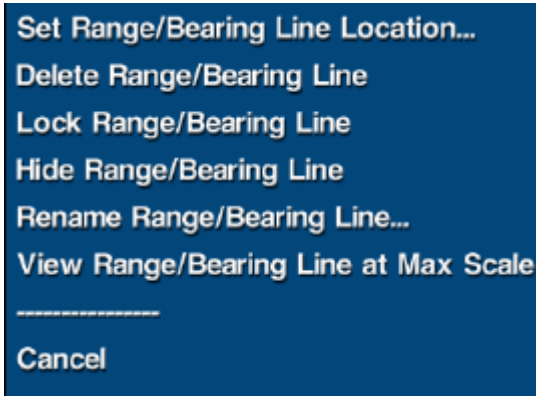 Set Range/Bearing Line Location...
Delete Range/Bearing Line
Lock Range/Bearing Line
Hide Range/Bearing Line
Rename Range/Bearing Line...
View Range/Bearing Line at Max Scale
----------------
Cancel